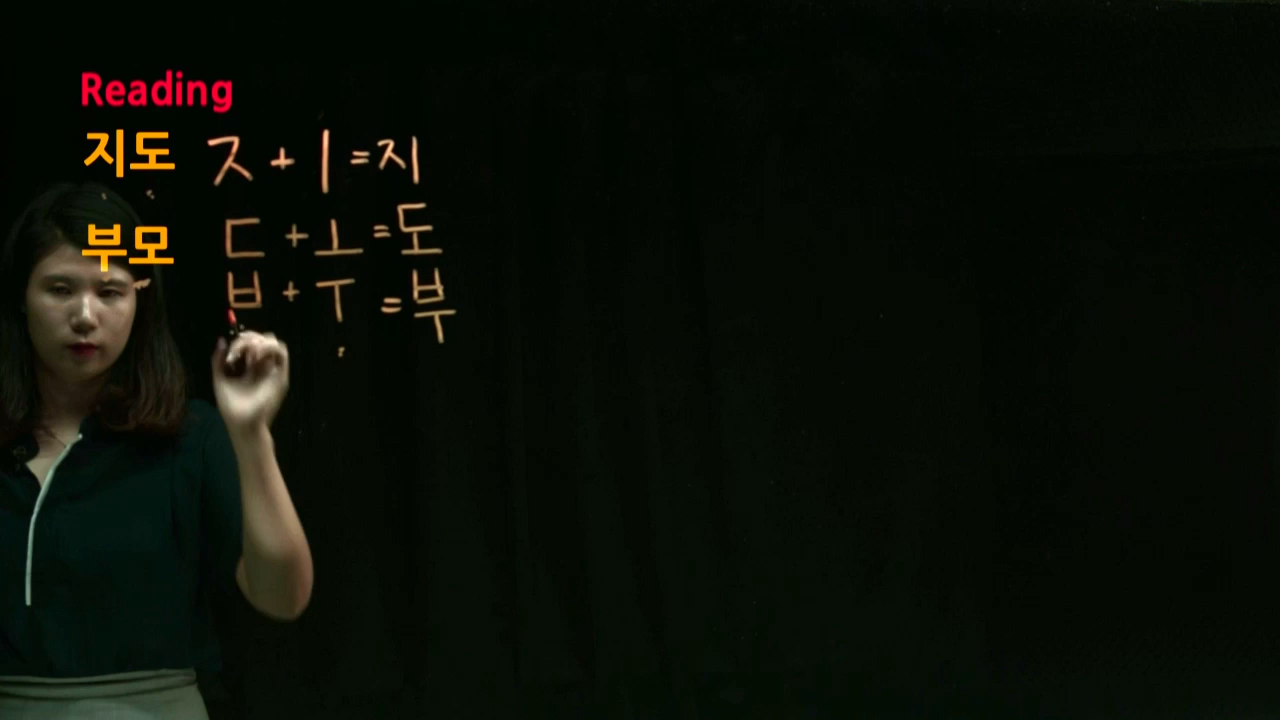 Reading
지도 ㅈ + ㅣ = 지
ㄷ + ㅗ = 도
부모
ㅂ + ㅜ = 부